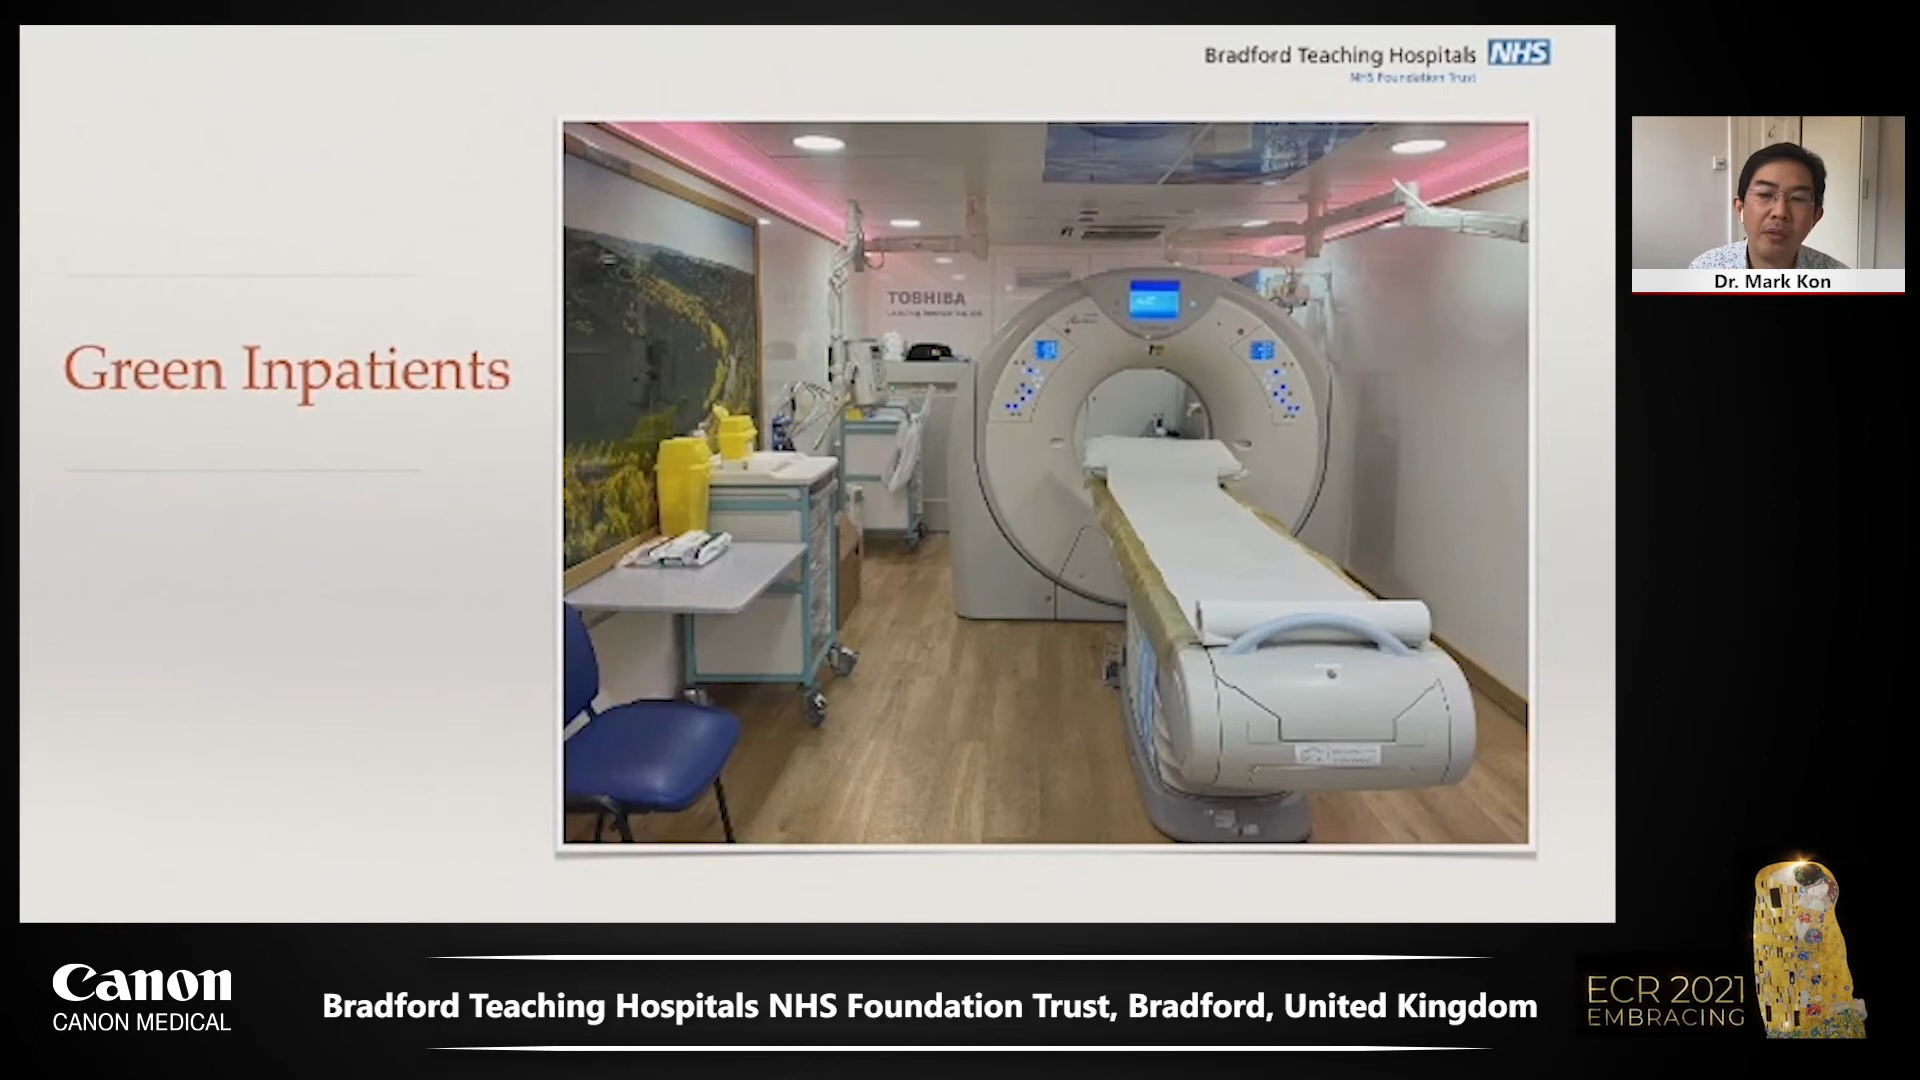 Bradford Teaching Hospitals NHS
NHS Foundation Trust
Green Inpatients
TOSHIBA
Dr. Mark Kon
Canon
CANON MEDICAL
Bradford Teaching Hospitals NHS Foundation Trust, Bradford, United Kingdom
ECR 2021
EMBRACING